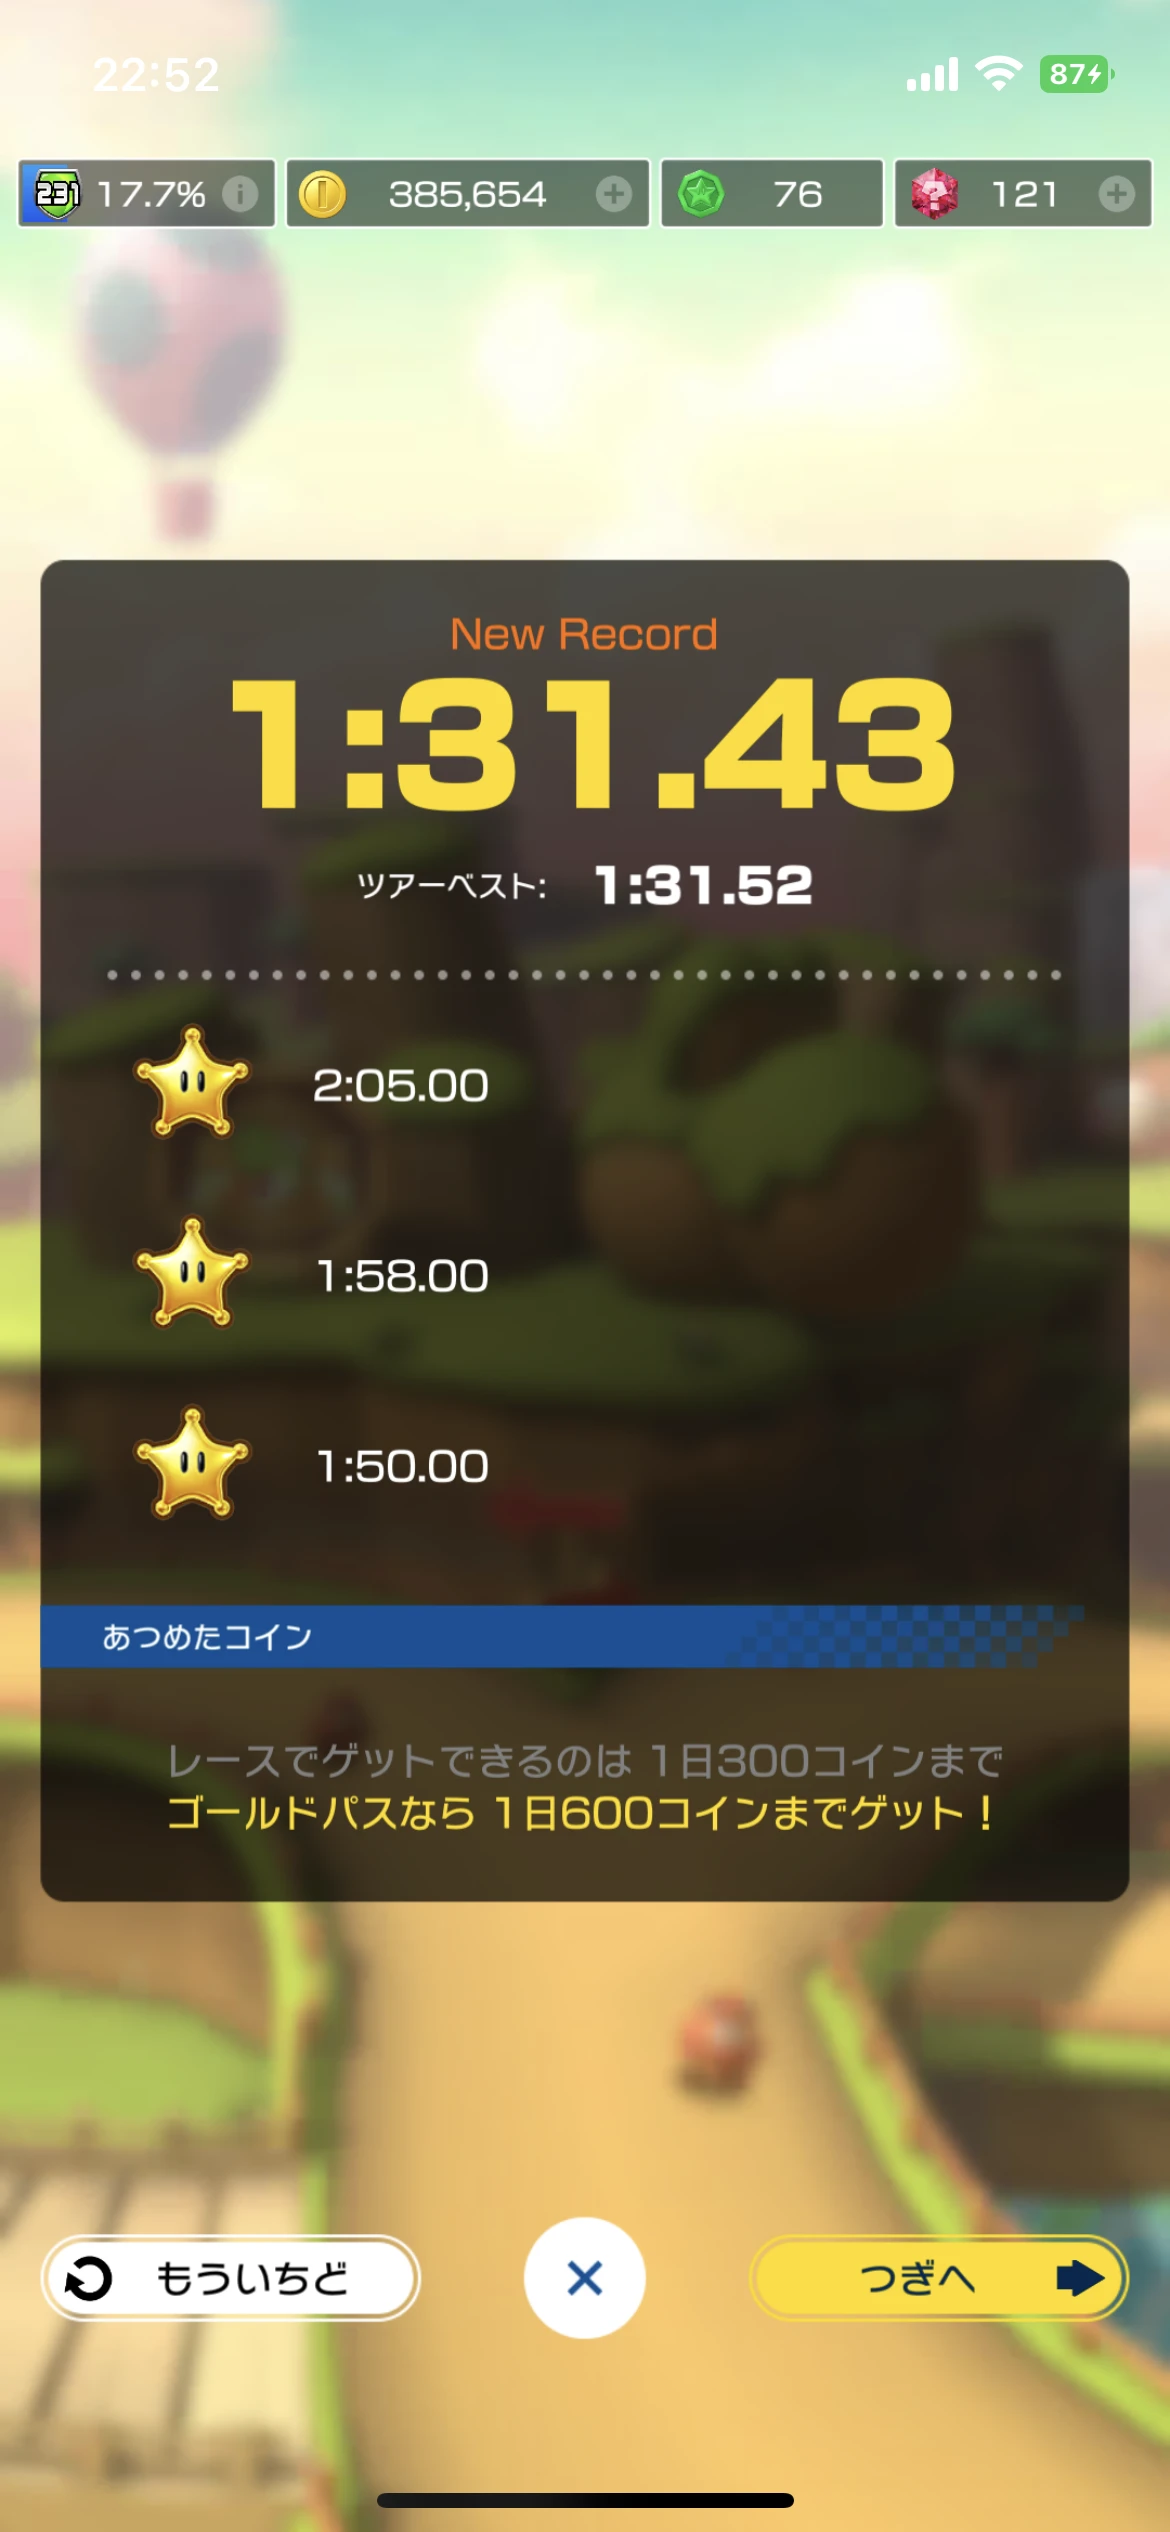 22:52
87
231 17.7% i 385,654 76 121
New Record
1:31.43
ツアーベスト: 1:31.52
2:05.00
1:58.00
1:50.00
あつめたコイン
レースでゲットできるのは 1日300コインまで
ゴールドパスなら 1日600コインまでゲット！
もういちど
つぎへ